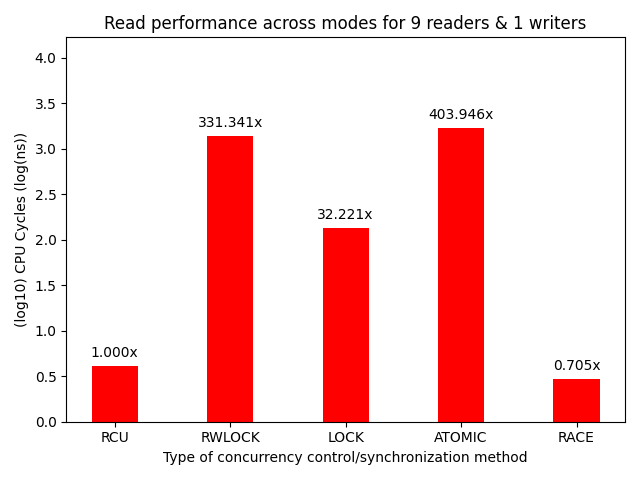 Read performance across modes for 9 readers & 1 writers
(log10) CPU Cycles (log(ns))
4.0
3.5
3.0
2.5
2.0
1.5
1.0
0.5
0.0
1.000x
331.341x
32.221x
403.946x
0.705x
RCU
RWLOCK
LOCK
ATOMIC
RACE
Type of concurrency control/synchronization method